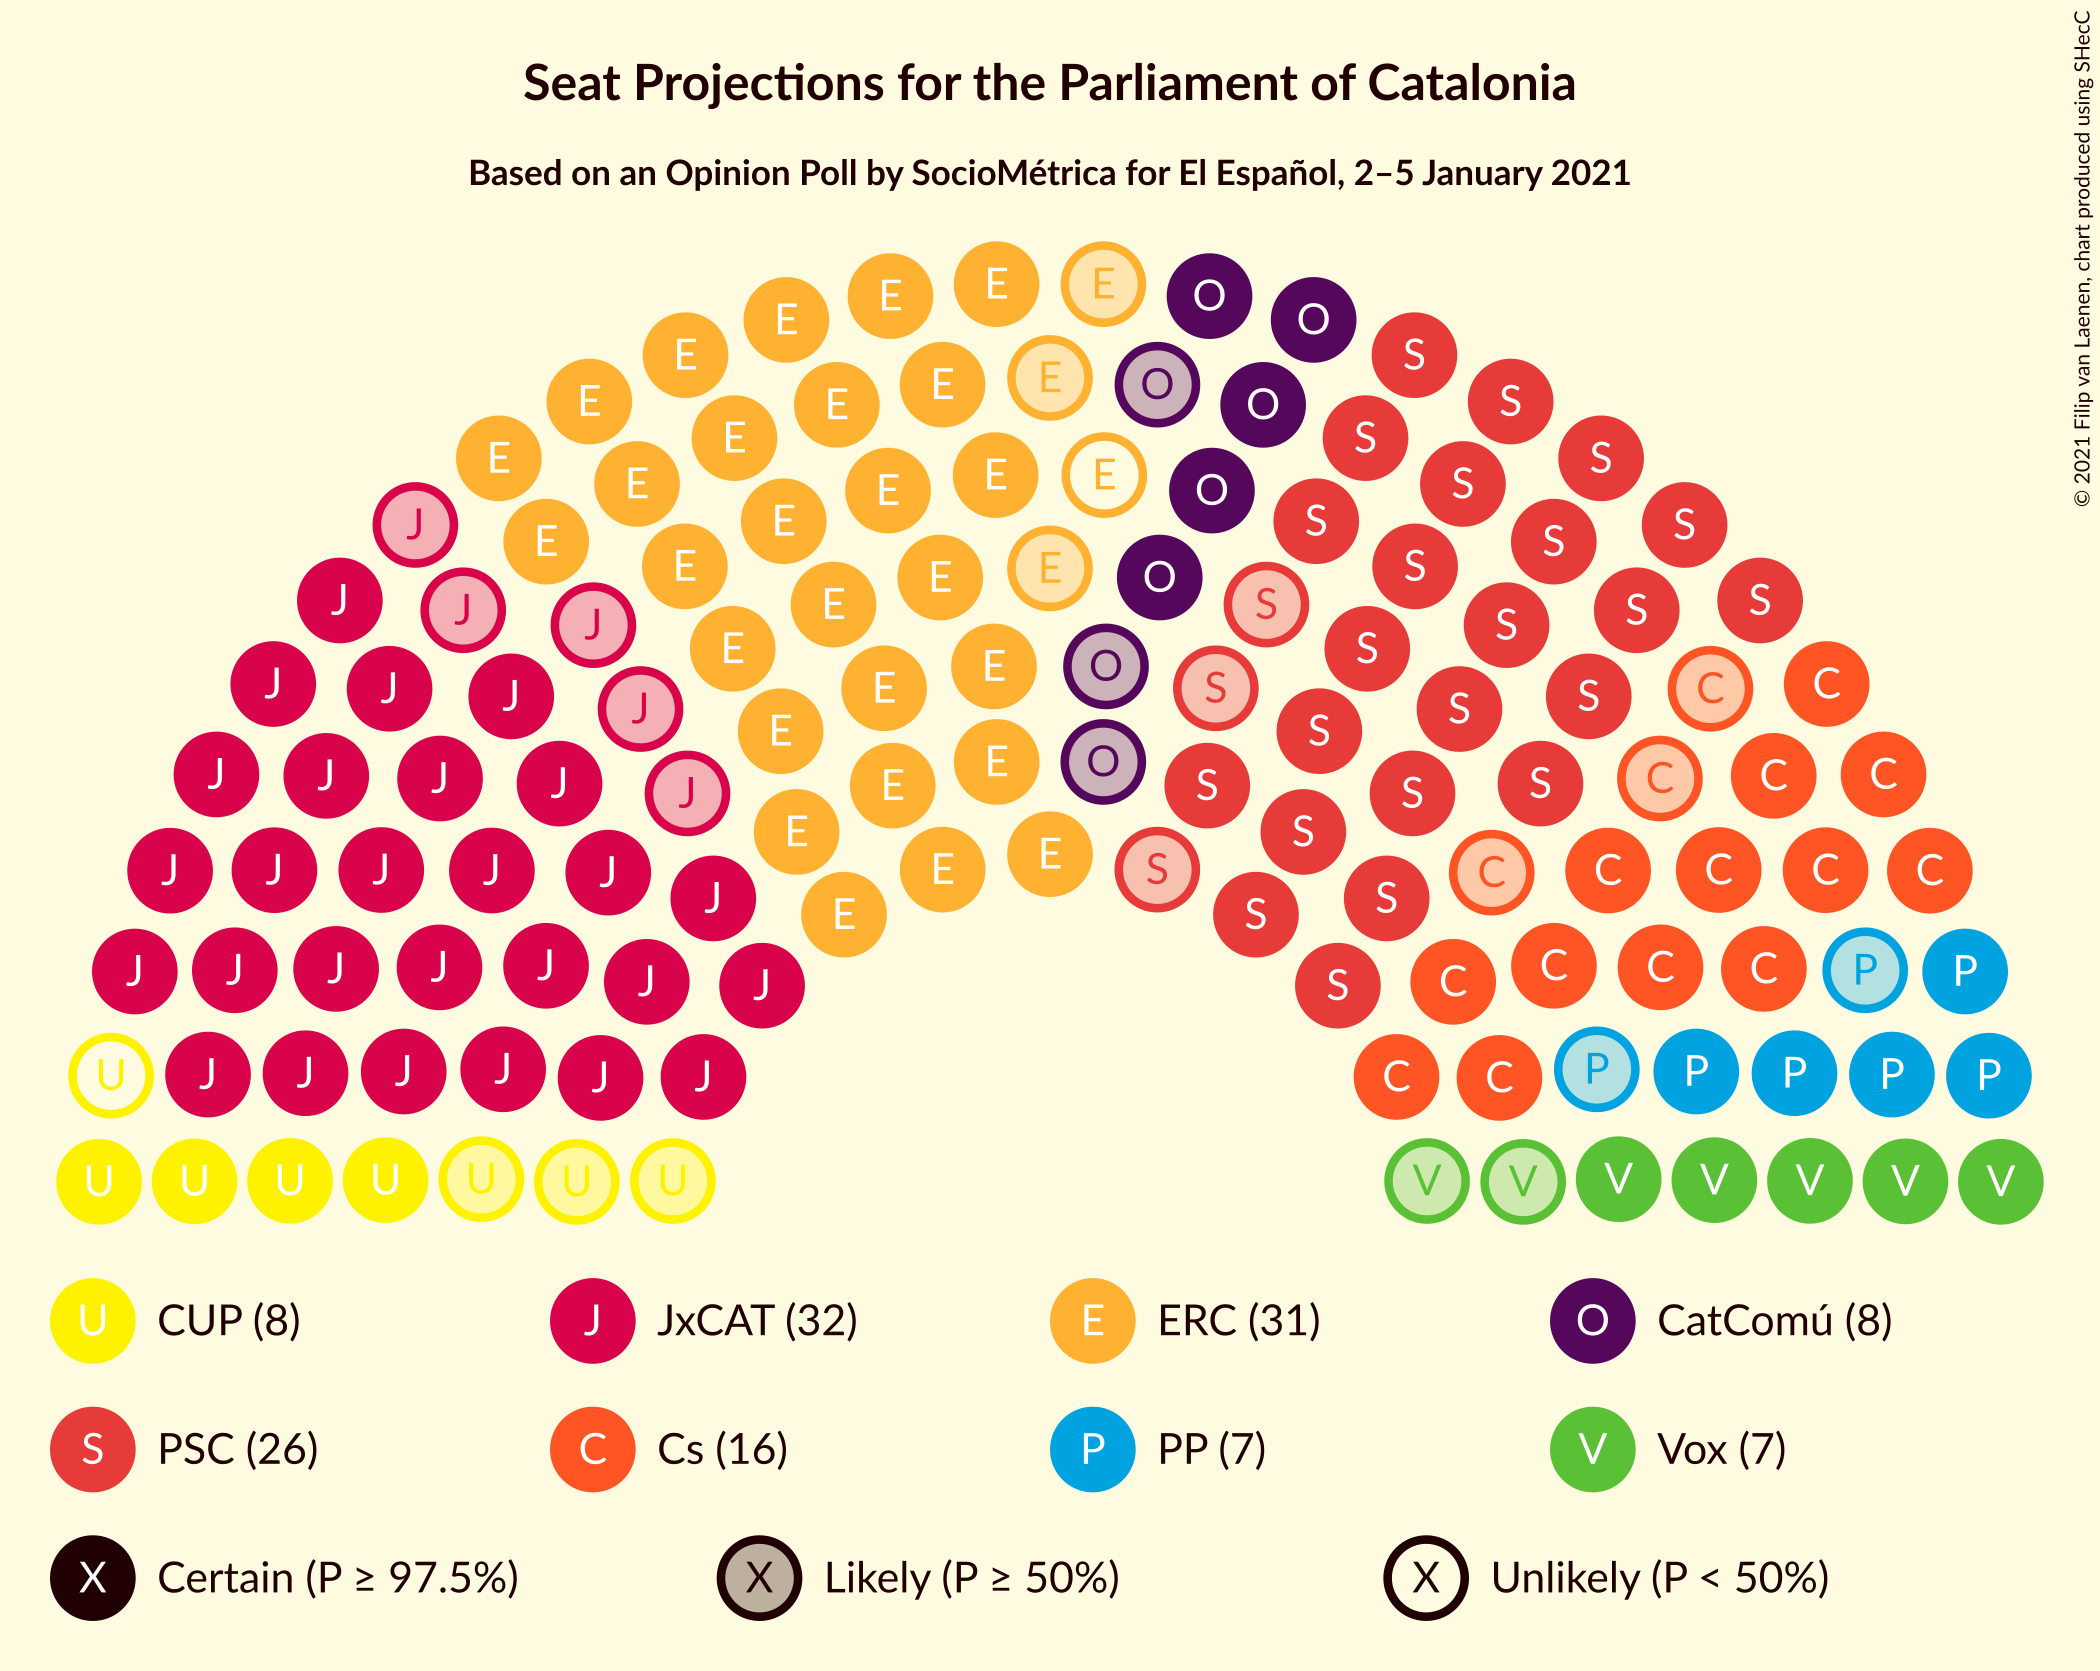 Seat Projections for the Parliament of Catalonia
Based on an Opinion Poll by SocioMétrica for El Español, 2–5 January 2021
© 2021 Filip van Laenen, chart produced using SHecC
E E E O O
E E E O O S S
E E E E E O S S S
E E E E E O S S S S
J E E E E E O S S S S S
J J J E E E E O S S S S S S
J J J J E E E O S S S S S C C
J J J J J E E E O S S S S C C C
J J J J J J E E E S S S C C C C C
J J J J J J J E S S C C C C P P
U J J J J J J C C P P P P P
U U U U U U U V V V V V V V
U CUP (8) J JxCAT (32) E ERC (31) O CatComú (8)
S PSC (26) C Cs (16) P PP (7) V Vox (7)
X Certain (P ≥ 97.5%) X Likely (P ≥ 50%) X Unlikely (P < 50%)